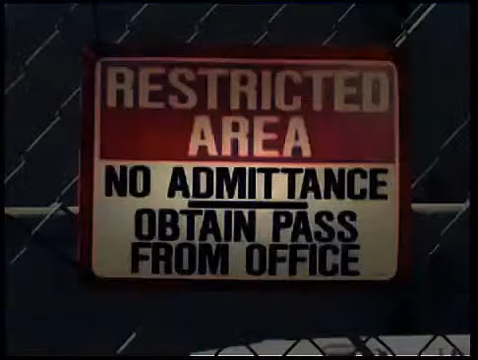 RESTRICTED
AREA
NO ADMITTANCE
OBTAIN PASS
FROM OFFICE